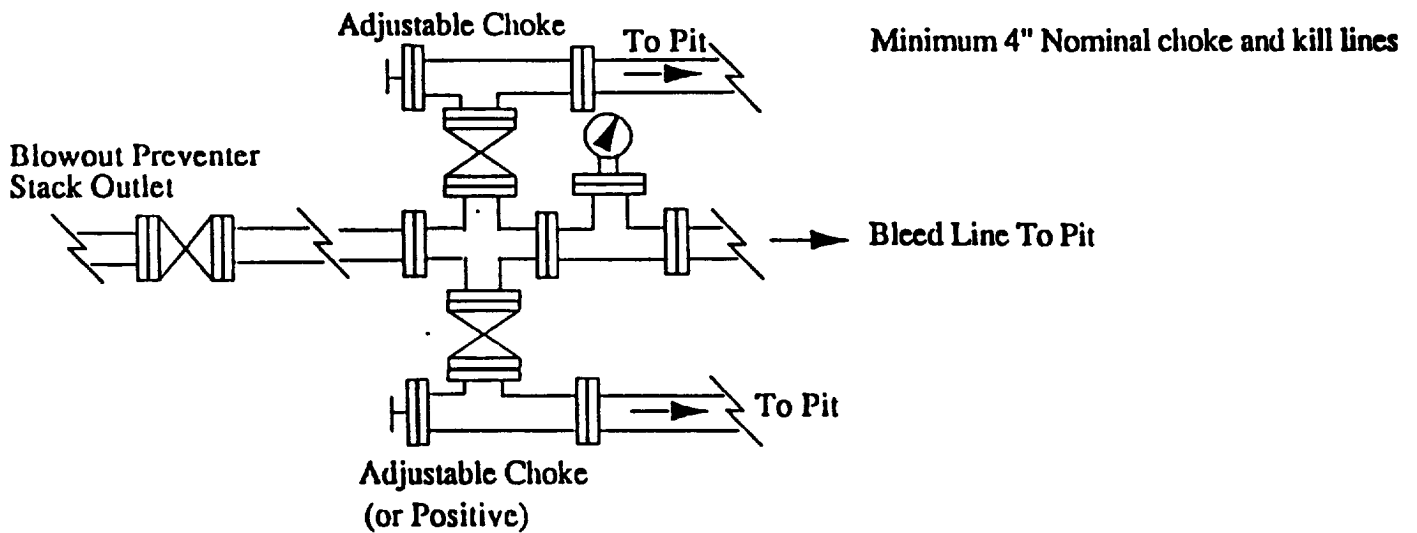 Adjustable Choke
To Pit
Minimum 4" Nominal choke and kill lines
Blowout Preventer
Stack Outlet
Bleed Line To Pit
To Pit
Adjustable Choke
(or Positive)